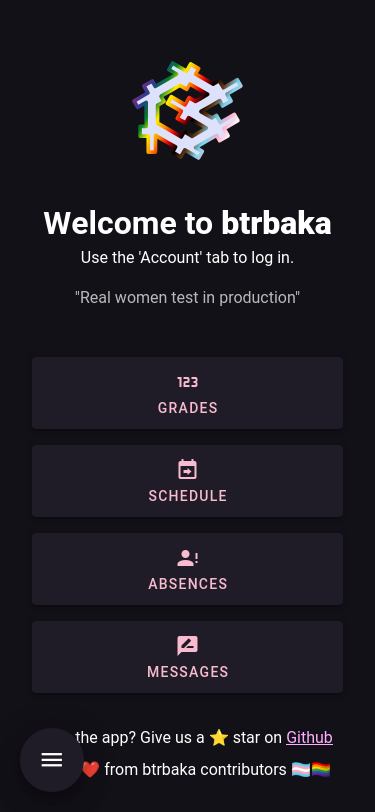 Welcome to btrbaka
Use the 'Account' tab to log in.
"Real women test in production"
123
GRADES
SCHEDULE
ABSENCES
MESSAGES
the app? Give us a ⭐ star on Github
❤️ from btrbaka contributors 🏳️‍⚧️🏳️‍🌈